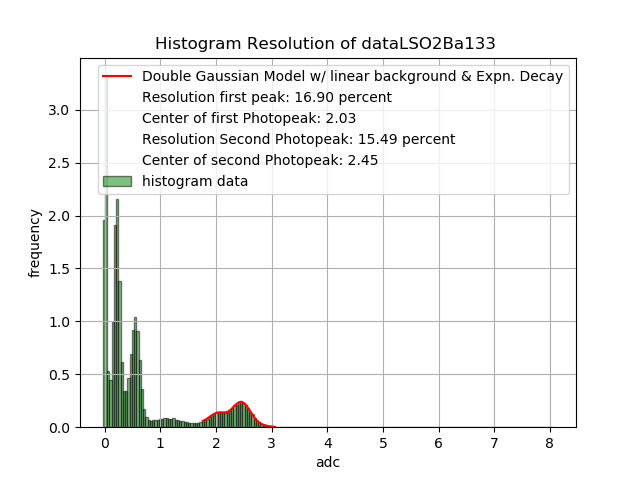 Histogram Resolution of dataLSO2Ba133
Double Gaussian Model w/ linear background & Expn. Decay
Resolution first peak: 16.90 percent
Center of first Photopeak: 2.03
Resolution Second Photopeak: 15.49 percent
Center of second Photopeak: 2.45
histogram data
frequency
3.0
2.5
2.0
1.5
1.0
0.5
0.0
0 1 2 3 4 5 6 7 8
adc